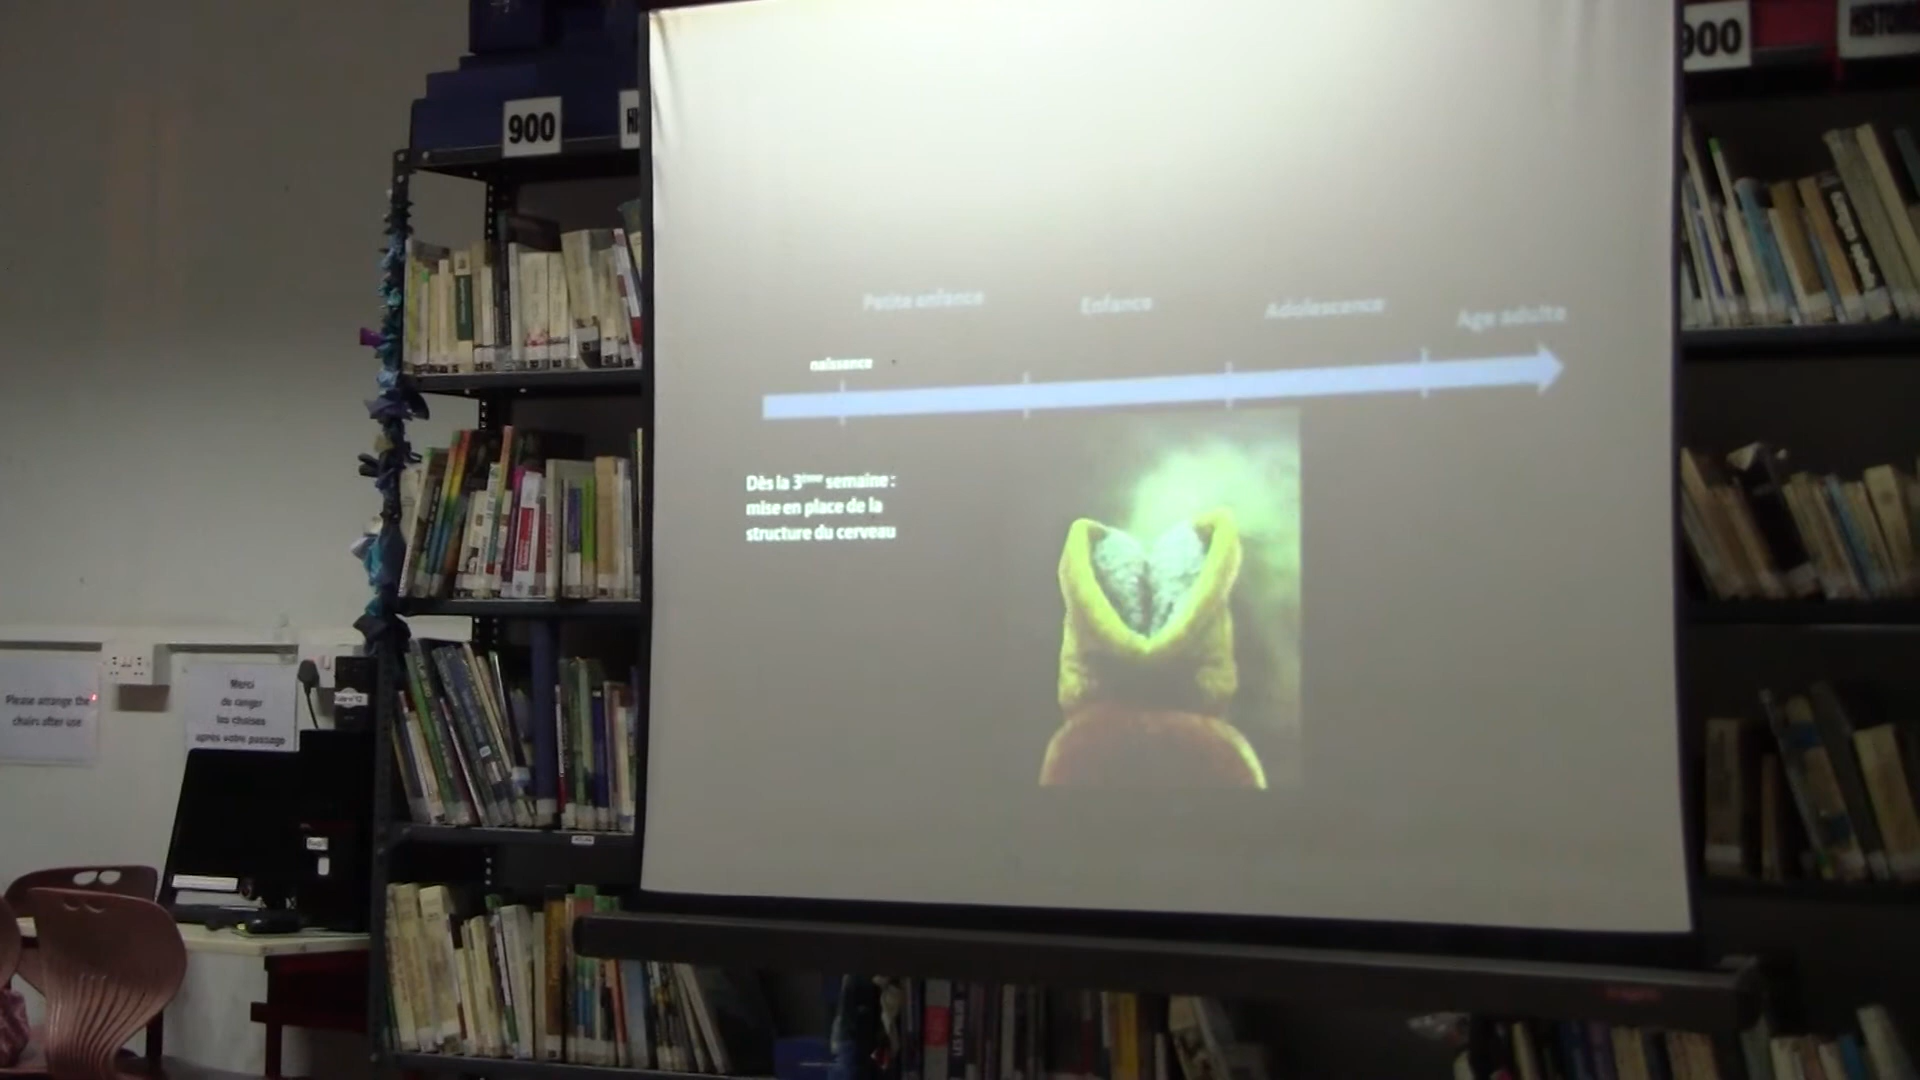 900
900
Petite enfance
Enfance
Adolescence
Age adulte
naissance
Dès la 3ème semaine :
mise en place de la
structure du cerveau
Please arrange the
chairs after use
Merci
de ranger
les chaises
après votre passage